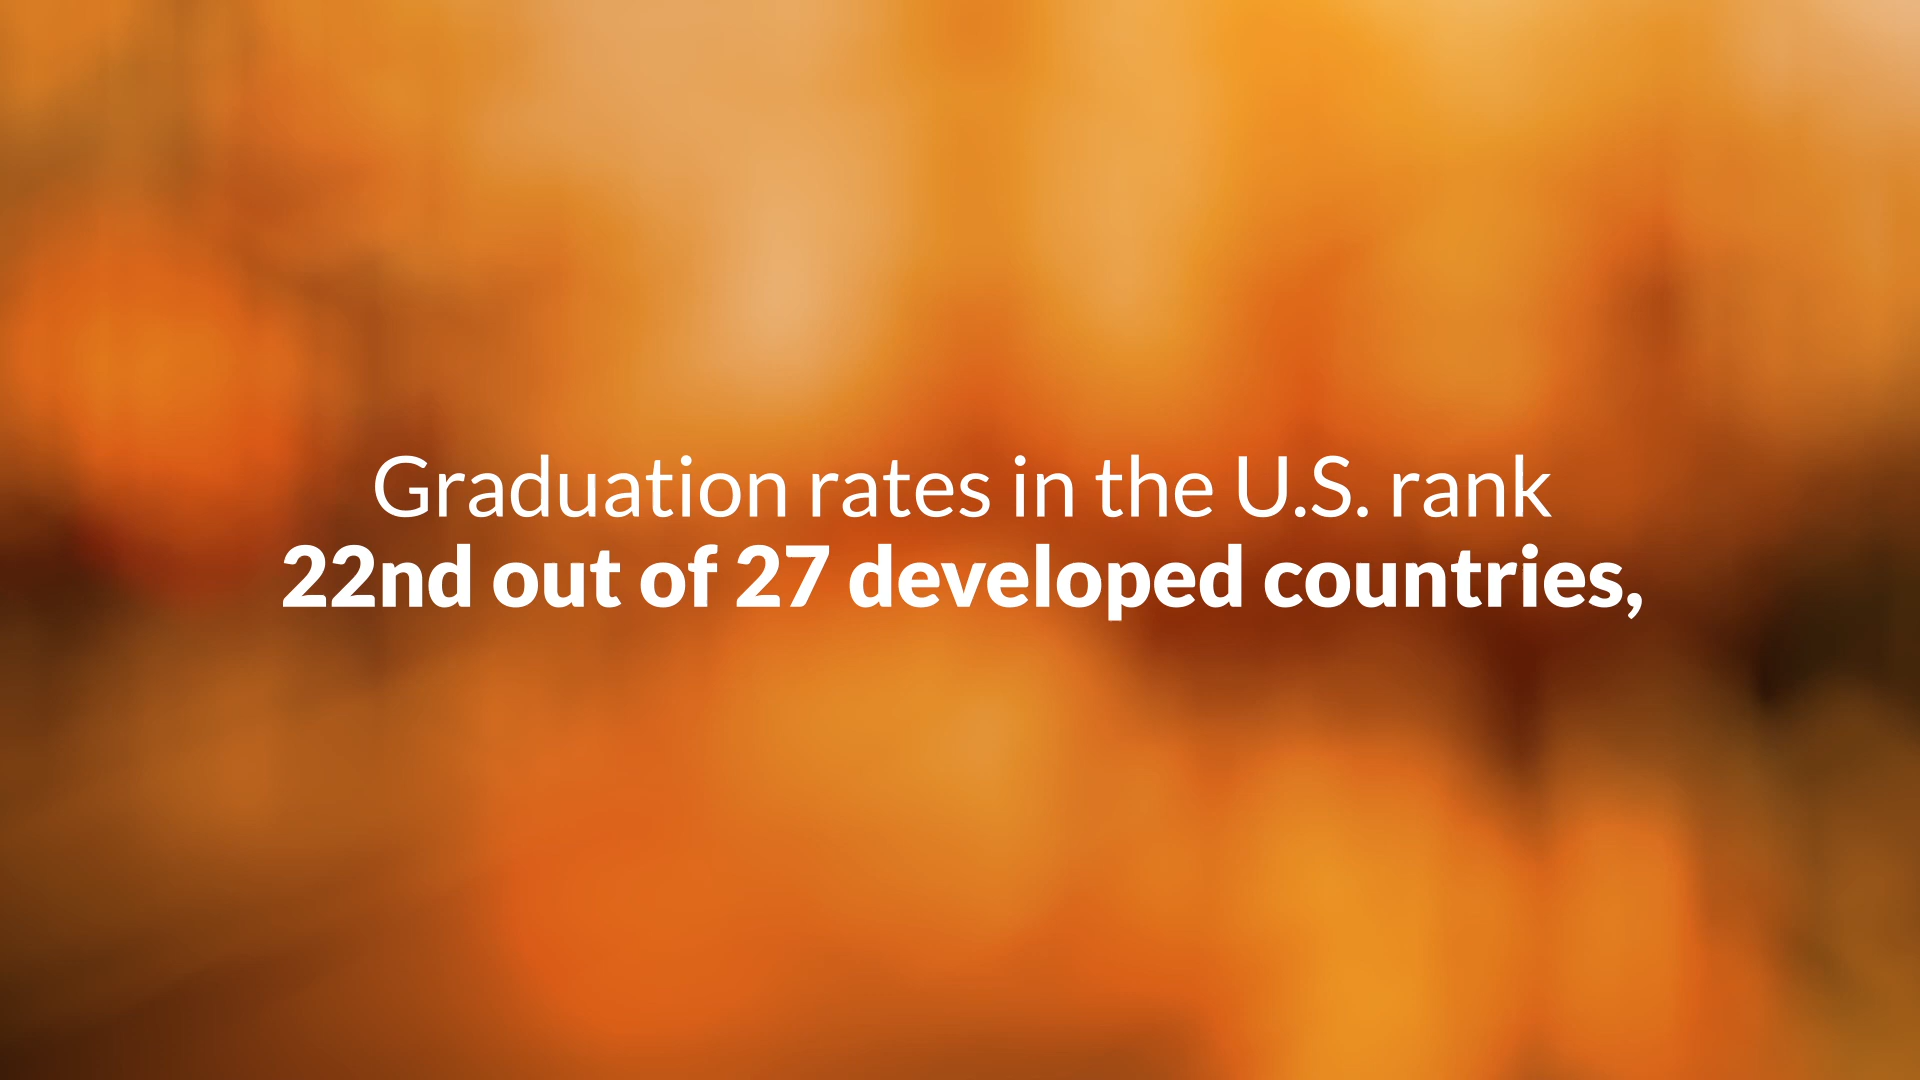 Graduation rates in the U.S. rank
22nd out of 27 developed countries,